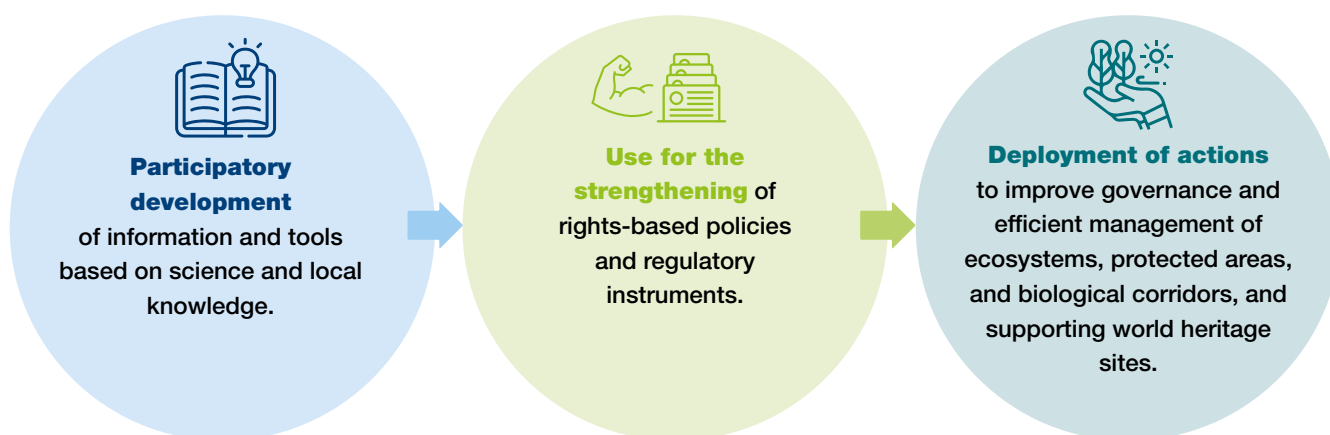 Participatory
development
of information and tools
based on science and local
knowledge.
Use for the
strengthening of
rights-based policies
and regulatory
instruments.
Deployment of actions
to improve governance and
efficient management of
ecosystems, protected areas,
and biological corridors, and
supporting world heritage
sites.